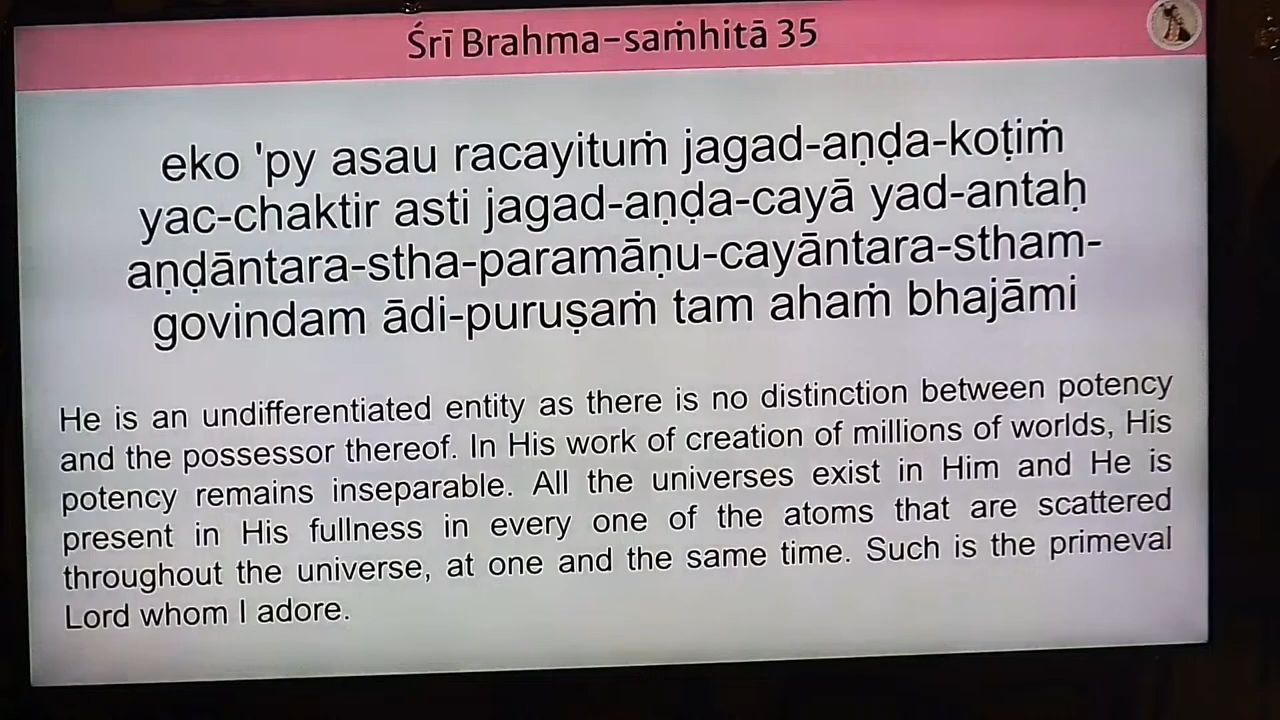 Śrī Brahma-saṁhitā 35
eko 'py asau racayituṁ jagad-aṇḍa-koṭiṁ
yac-chaktir asti jagad-aṇḍa-cayā yad-antaḥ
aṇḍāntara-stha-paramāṇu-cayāntara-stham-
govindam ādi-puruṣaṁ tam ahaṁ bhajāmi
He is an undifferentiated entity as there is no distinction between potency
and the possessor thereof. In His work of creation of millions of worlds, His
potency remains inseparable. All the universes exist in Him and He is
present in His fullness in every one of the atoms that are scattered
throughout the universe, at one and the same time. Such is the primeval
Lord whom I adore.